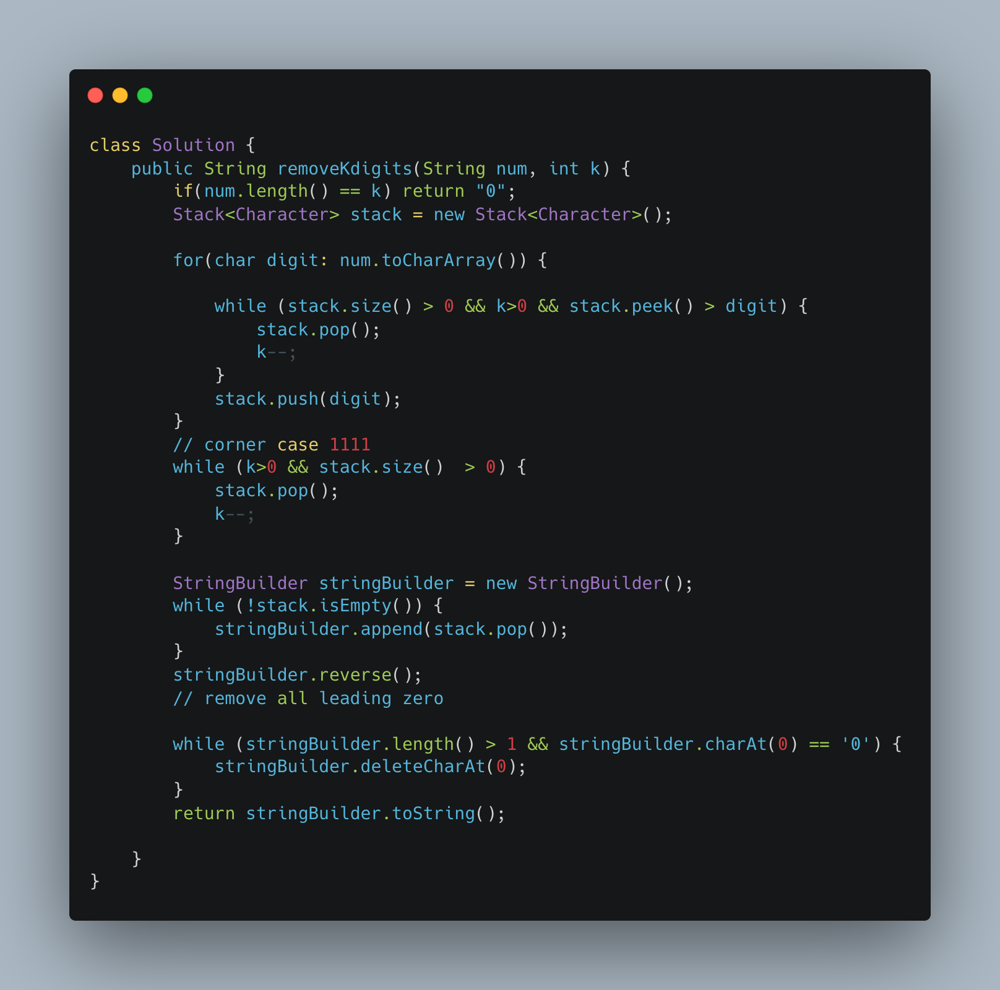 class Solution {
    public String removeKdigits(String num, int k) {
        if(num.length() == k) return "0";
        Stack<Character> stack = new Stack<Character>();

        for(char digit: num.toCharArray()) {

            while (stack.size() > 0 && k>0 && stack.peek() > digit) {
                stack.pop();
                k--;
            }
            stack.push(digit);
        }
        // corner case 1111
        while (k>0 && stack.size()  > 0) {
            stack.pop();
            k--;
        }

        StringBuilder stringBuilder = new StringBuilder();
        while (!stack.isEmpty()) {
            stringBuilder.append(stack.pop());
        }
        stringBuilder.reverse();
        // remove all leading zero

        while (stringBuilder.length() > 1 && stringBuilder.charAt(0) == '0') {
            stringBuilder.deleteCharAt(0);
        }
        return stringBuilder.toString();

    }
}